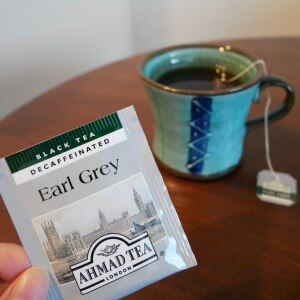 BLACK TEA
DECAFFEINATED
Earl Grey
AHMAD TEA
LONDON
®